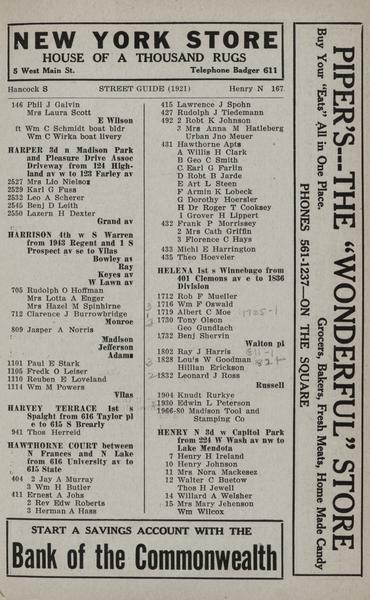 NEW YORK STORE
HOUSE OF A THOUSAND RUGS
5 West Main St. Telephone Badger 611
Hancock S STREET GUIDE (1921) Henry N 167
146 Phil J Galvin
Mrs Laura Scott
E Wilson
ft Wm C Schmidt boat bldr
Wm C Wirka boat livery
HARPER 3d n Madison Park
and Pleasure Drive Assoc
Driveway from 124 High-
land av w to 123 Farley av
2527 Mrs Lio Nielsoz
2529 Karl G Fuss
2532 Leo A Scherer
2545 Benj D Leith
2550 Lazern H Dexter
Grand av
HARRISON 4th w S Warren
from 1943 Regent and 1 S
Prospect av se to Vilas
Bowley as
Ray
Keyes av
W Lawn av
705 Rudolph O Hoffman
Mrs Lotta A Enger
Mrs Hazel M Spinhirne
712 Clarence J Burrowbridge
Monroe
809 Jasper A Norris
Madison
Jefferson
Adams
1101 Paul E Stark
1105 Fredk O Leiser
1110 Reuben E Loveland
1114 Wm M Powers
Vilas
HARVEY TERRACE 1st s
Spaight from 616 Taylor pl
e to 615 S Brearly
941 Thos Herreid
HAWTHORNE COURT between
N Frances and N Lake
from 616 University av to
615 State
404 2 Jay A Murray
3 Wm H Butler
411 Ernest A Johs
2 Rev Edw Roberts
3 Herman A Hass
415 Lawrence J Spohn
427 Rudolph J Tiedemann
492 2 Robt K Johnson
3 Mrs Anna M Hatleberg
Urban Jno Meuer
431 Hawthorne Apts
A Willis H Clark
B Geo C Smith
C Earl G Farlin
D Robt B Jarde
E Art L Steen
F Armin K Lobeck
G Dorothy Hoersler
H Dr Roger T Cooksey
I Grover H Lippert
432 Frank P Morrissey
2 Mrs Cath Griffin
3 Florence C Hays
433 Michl E Harrington
435 Theo Hoveler
HELENA 1st s Winnebago from
401 Clemons av e to 1836
Division
1712 Rob F Mueller
1716 Wm F Oswald
1719 Albert C Moe
1730 Tony Olson
Geo Gundlach
1732 Benj Shervin
Walton pl
1802 Ray J Harris
1828 Louis W Goodman
Hillian Erickson
1832 Leonard J Ross
Russell
1904 Knudt Rurkye
1930 Edwin L Peterson
1966-80 Madison Tool and
Stamping Co
HENRY N 3d w Capitol Park
from 224 W Wash av nw to
Lake Mendota
7 Henry H Ireland
10 Henry Johnson
11 Mrs Nora Mackesez
12 Walter C Buetow
Thos H Jewell
14 Willard A Welsher
15 Mrs Mary Jehenson
Wm Wilcox
PIPER'S---THE "WONDERFUL" STORE
Buy Your "Eats" All in One Place. Grocers, Bakers, Fresh Meats, Home Made Candy
PHONES 561-1237—ON THE SQUARE
START A SAVINGS ACCOUNT WITH THE
Bank of the Commonwealth